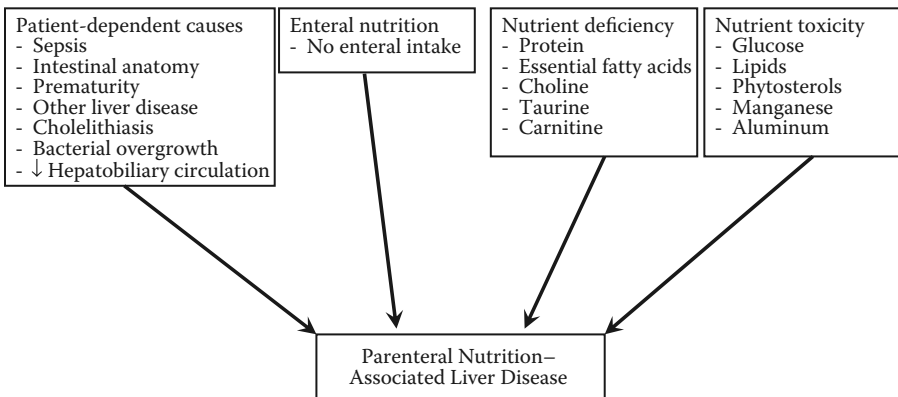 Patient-dependent causes
- Sepsis
- Intestinal anatomy
- Prematurity
- Other liver disease
- Cholelithiasis
- Bacterial overgrowth
- ↓ Hepatobiliary circulation
Enteral nutrition
- No enteral intake
Nutrient deficiency
- Protein
- Essential fatty acids
- Choline
- Taurine
- Carnitine
Nutrient toxicity
- Glucose
- Lipids
- Phytosterols
- Manganese
- Aluminum
Parenteral Nutrition–
Associated Liver Disease